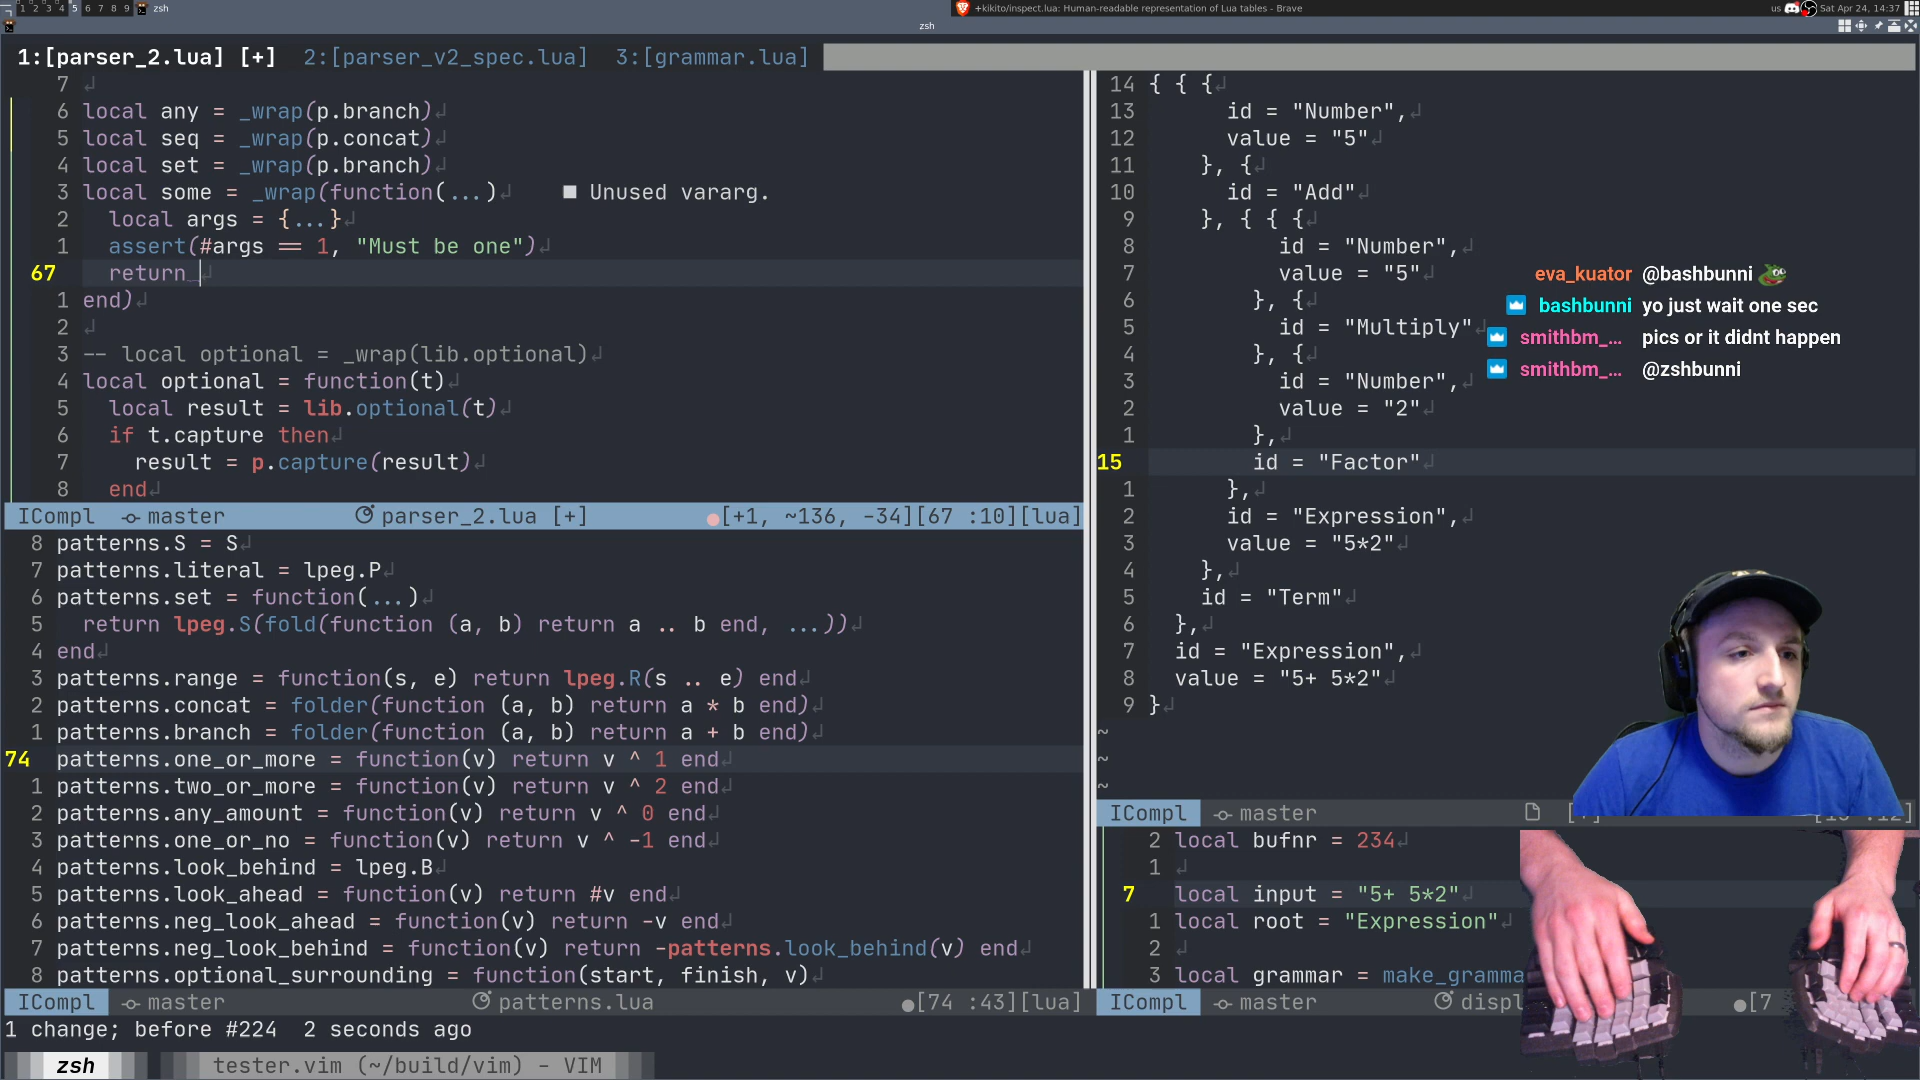 1 2 3 4 5 6 7 8 9 zsh
+kikito/inspect.lua: Human-readable representation of Lua tables - Brave
us Sat Apr 24, 14:37
zsh
1:[parser_2.lua] [+] 2:[parser_v2_spec.lua] 3:[grammar.lua]
7
6 local any = _wrap(p.branch)
5 local seq = _wrap(p.concat)
4 local set = _wrap(p.branch)
3 local some = _wrap(function(...) ■ Unused vararg.
2 local args = {...}
1 assert(#args == 1, "Must be one")
67 return
1 end)
2
3 -- local optional = _wrap(lib.optional)
4 local optional = function(t)
5 local result = lib.optional(t)
6 if t.capture then
7 result = p.capture(result)
8 end
ICompl master parser_2.lua [+] [+1, ~136, -34][67 :10][lua]
8 patterns.S = S
7 patterns.literal = lpeg.P
6 patterns.set = function(...)
5 return lpeg.S(fold(function (a, b) return a .. b end, ...))
4 end
3 patterns.range = function(s, e) return lpeg.R(s .. e) end
2 patterns.concat = folder(function (a, b) return a * b end)
1 patterns.branch = folder(function (a, b) return a + b end)
74 patterns.one_or_more = function(v) return v ^ 1 end
1 patterns.two_or_more = function(v) return v ^ 2 end
2 patterns.any_amount = function(v) return v ^ 0 end
3 patterns.one_or_no = function(v) return v ^ -1 end
4 patterns.look_behind = lpeg.B
5 patterns.look_ahead = function(v) return #v end
6 patterns.neg_look_ahead = function(v) return -v end
7 patterns.neg_look_behind = function(v) return -patterns.look_behind(v) end
8 patterns.optional_surrounding = function(start, finish, v)
ICompl master patterns.lua [74 :43][lua]
1 change; before #224 2 seconds ago
zsh tester.vim (~/build/vim) - VIM
14 { { {
13 id = "Number",
12 value = "5"
11 }, {
10 id = "Add"
9 }, { { {
8 id = "Number",
7 value = "5"
6 }, {
5 id = "Multiply"
4 }, {
3 id = "Number",
2 value = "2"
1 },
15 id = "Factor"
1 },
2 id = "Expression",
3 value = "5*2"
4 },
5 id = "Term"
6 },
7 id = "Expression",
8 value = "5+ 5*2"
9 }
~
~
~
ICompl master
eva_kuator @bashbunni
bashbunni yo just wait one sec
smithbm_... pics or it didnt happen
smithbm_... @zshbunni
2 local bufnr = 234
1
7 local input = "5+ 5*2"
1 local root = "Expression"
2
3 local grammar = make_gramma
ICompl master displ [7